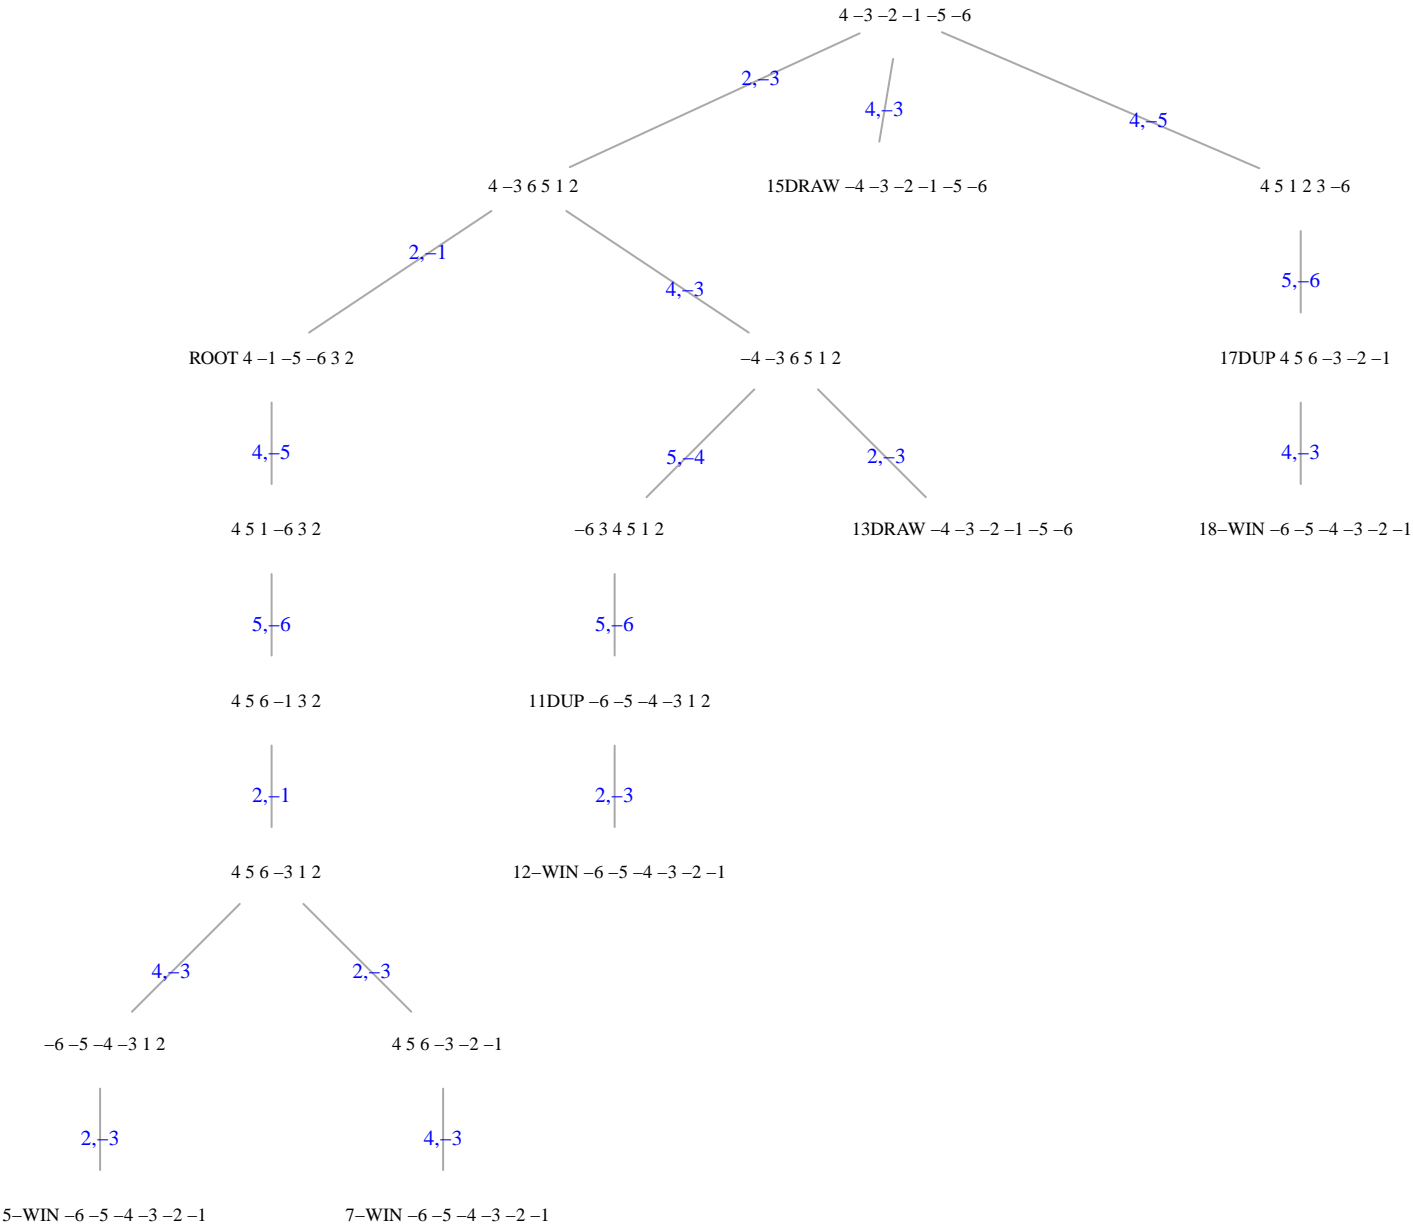 4 –3 –2 –1 –5 –6
2,–3
4,–3
4,–5
4 –3 6 5 1 2
15DRAW –4 –3 –2 –1 –5 –6
4 5 1 2 3 –6
2,–1
4,–3
5,–6
ROOT 4 –1 –5 –6 3 2
–4 –3 6 5 1 2
17DUP 4 5 6 –3 –2 –1
4,–5
5,–4
2,–3
4,–3
4 5 1 –6 3 2
–6 3 4 5 1 2
13DRAW –4 –3 –2 –1 –5 –6
18–WIN –6 –5 –4 –3 –2 –1
5,–6
5,–6
4 5 6 –1 3 2
11DUP –6 –5 –4 –3 1 2
2,–1
2,–3
4 5 6 –3 1 2
12–WIN –6 –5 –4 –3 –2 –1
4,–3
2,–3
–6 –5 –4 –3 1 2
4 5 6 –3 –2 –1
2,–3
4,–3
5–WIN –6 –5 –4 –3 –2 –1
7–WIN –6 –5 –4 –3 –2 –1